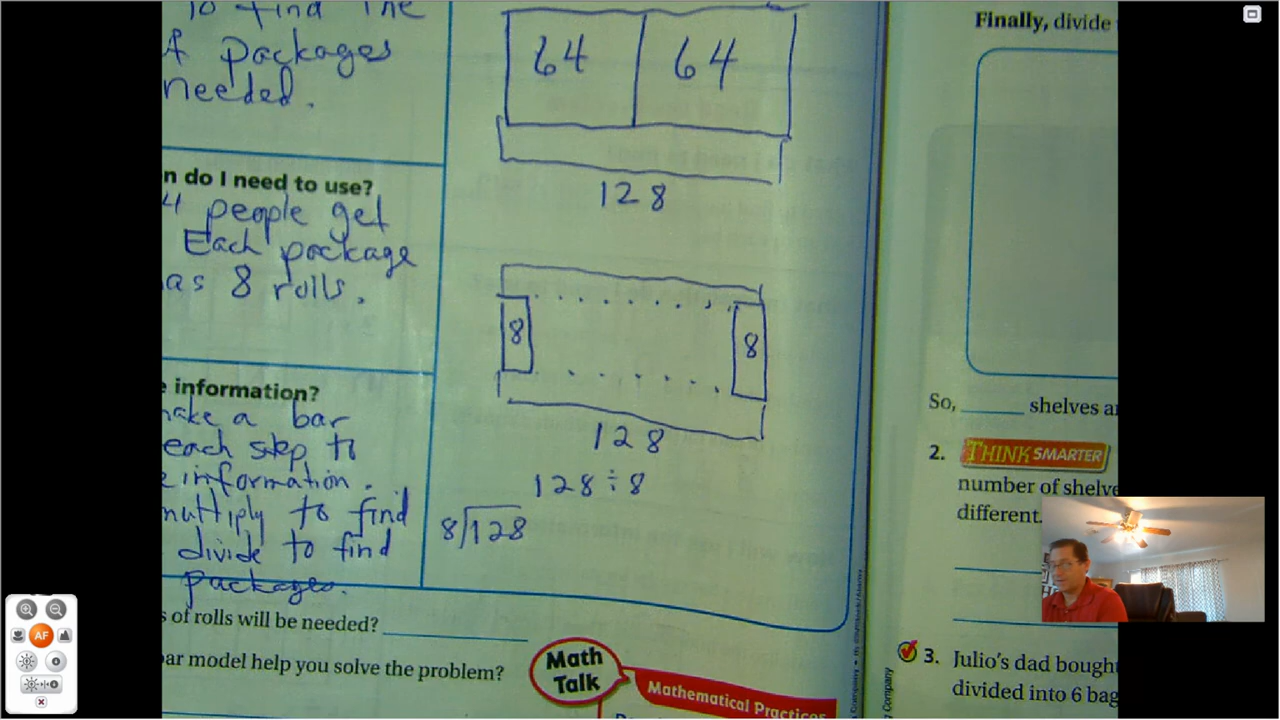 To find the
f packages
needed.
n do I need to use?
4 people get
Each package
as 8 rolls.
e information?
make a bar
each step to
e information.
multiply to find
divide to find
packages.
s of rolls will be needed?
bar model help you solve the problem?
64 64
128
8 8
128
128÷8
8)128
Math
Talk
Mathematical Practices
Finally, divide
So, shelves a
2. THINK SMARTER
number of shelve
different.
3. Julio's dad bought
divided into 6 bag
Company
AF